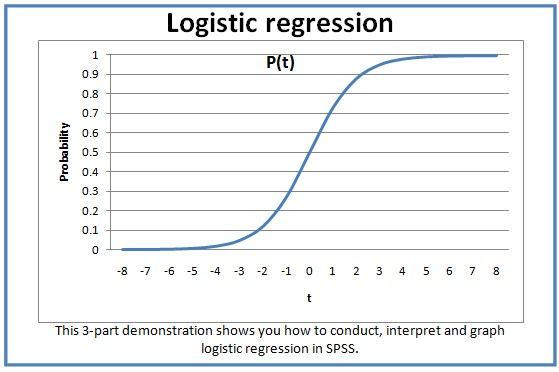 Logistic regression
P(t)
1
0.9
0.8
0.7
0.6
0.5
0.4
0.3
0.2
0.1
0
Probability
-8 -7 -6 -5 -4 -3 -2 -1 0 1 2 3 4 5 6 7 8
t
This 3-part demonstration shows you how to conduct, interpret and graph
logistic regression in SPSS.